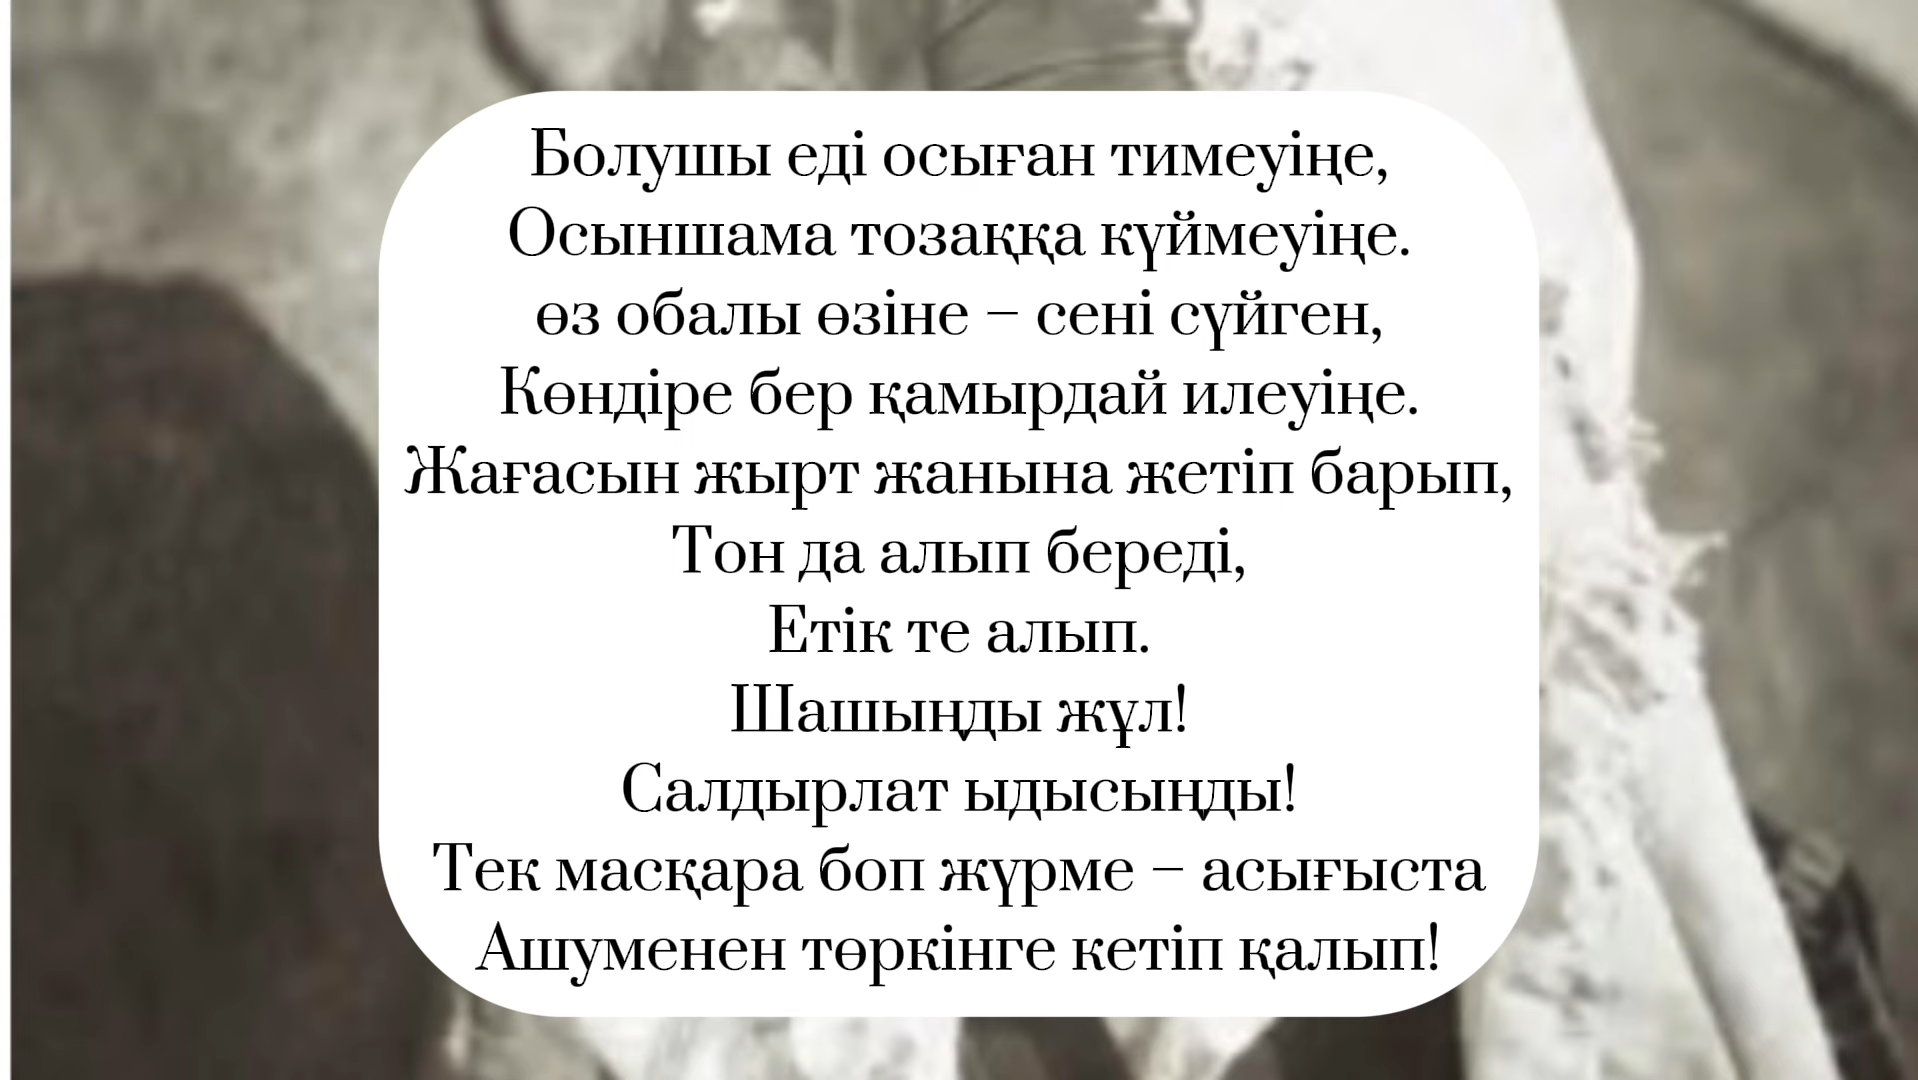 Болушы еді осыған тимеуіңе,
Осыншама тозаққа күймеуіңе.
өз обалы өзіне – сені сүйген,
Көндіре бер қамырдай илеуіңе.
Жағасын жырт жанына жетіп барып,
Тон да алып береді,
Етік те алып.
Шашыңды жұл!
Салдырлат ыдысыңды!
Тек масқара боп жүрме – асығыста
Ашуменен төркінге кетіп қалып!